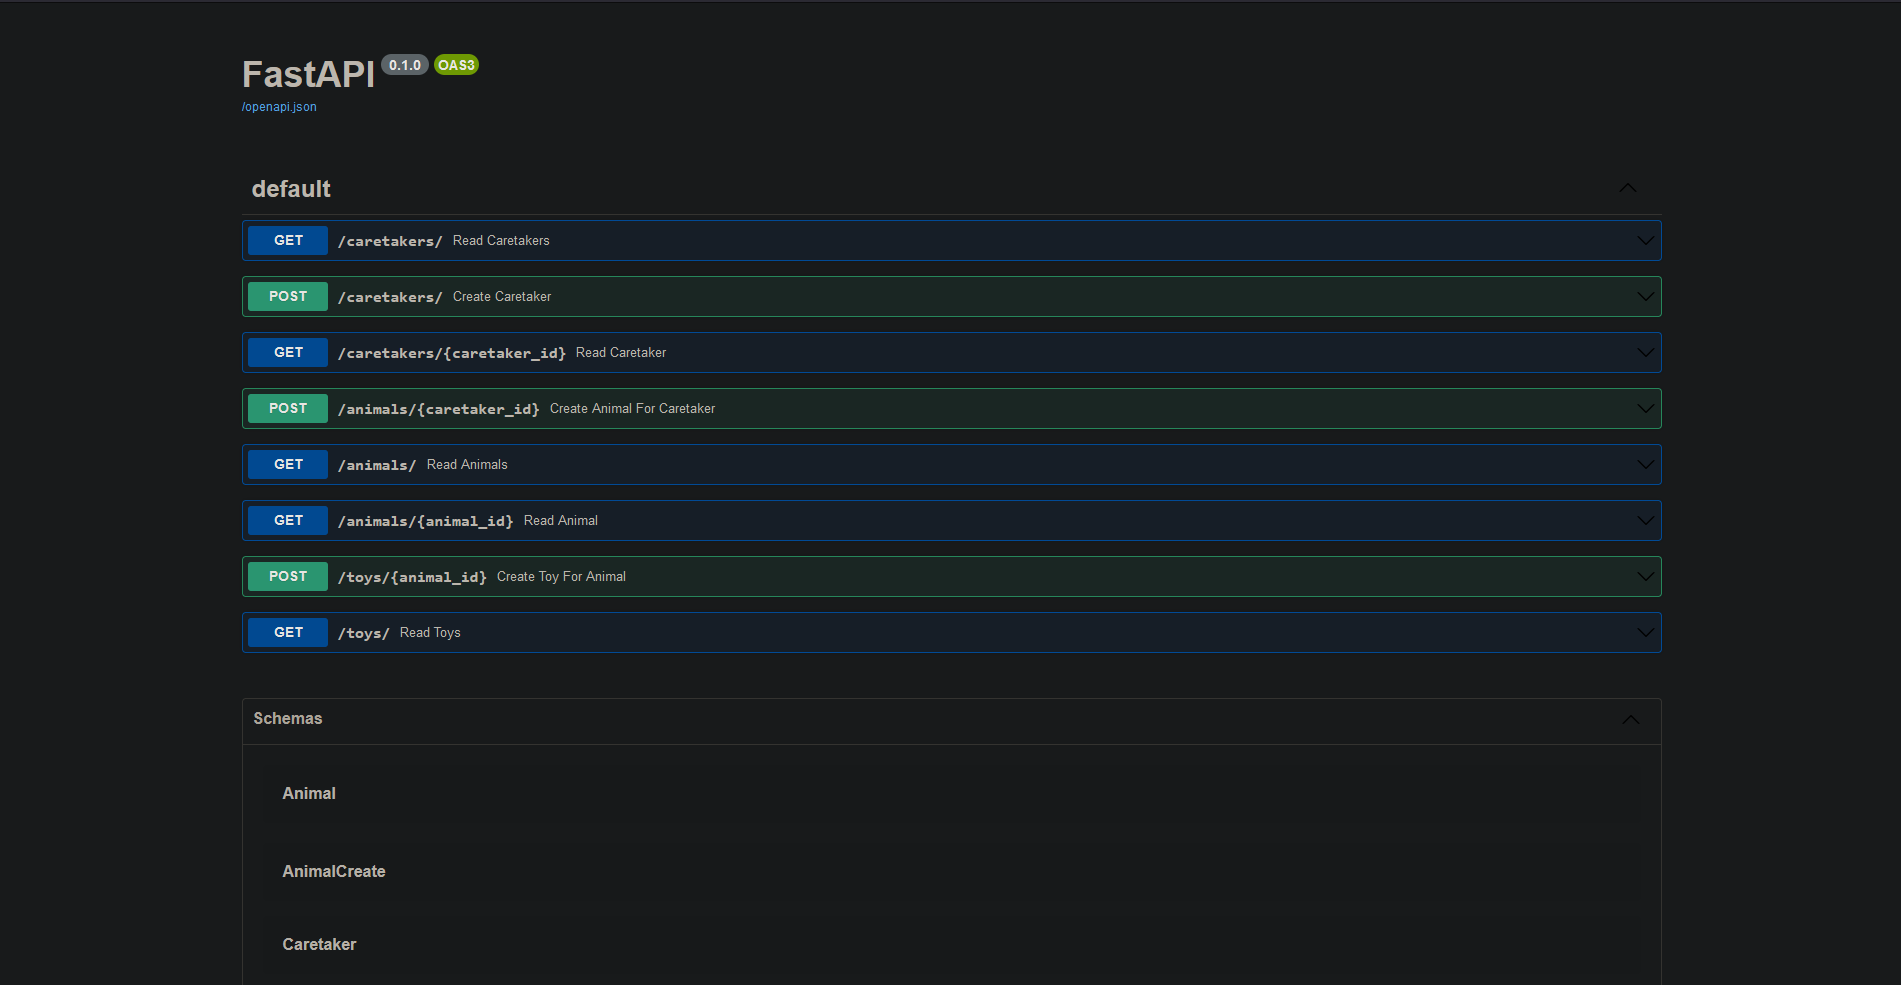 FastAPI 0.1.0 OAS3
/openapi.json
default
GET /caretakers/ Read Caretakers
POST /caretakers/ Create Caretaker
GET /caretakers/{caretaker_id} Read Caretaker
POST /animals/{caretaker_id} Create Animal For Caretaker
GET /animals/ Read Animals
GET /animals/{animal_id} Read Animal
POST /toys/{animal_id} Create Toy For Animal
GET /toys/ Read Toys
Schemas
Animal
AnimalCreate
Caretaker